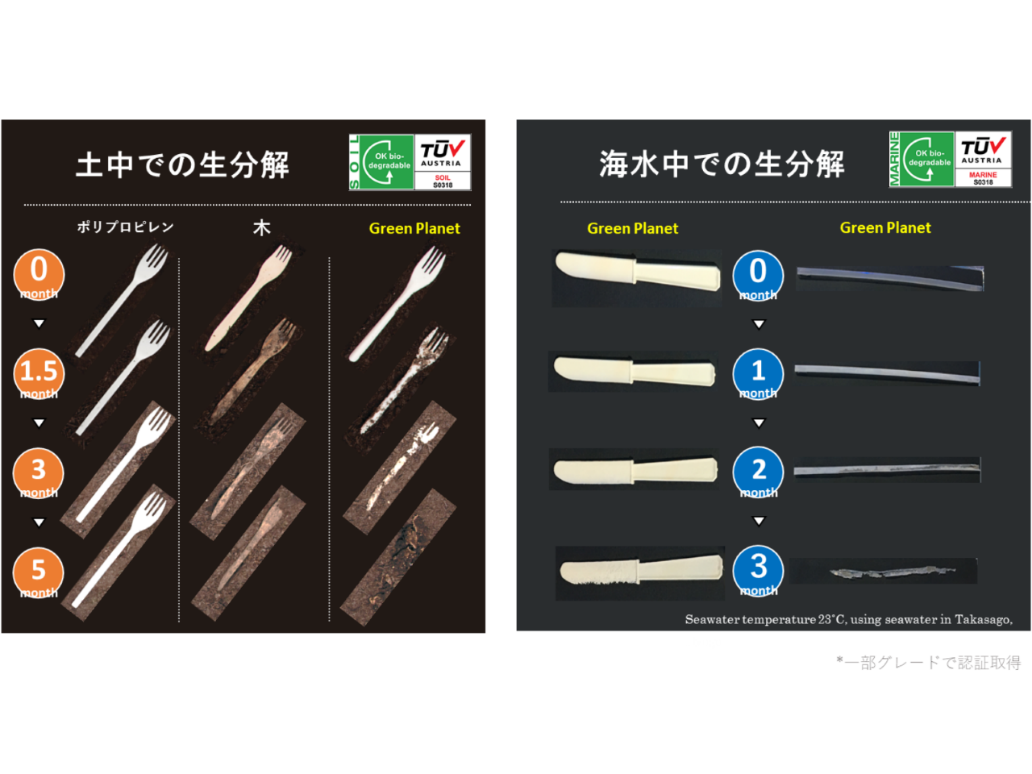 土中での生分解
SOIL
OK bio-
degradable
TÜV
AUSTRIA
SOIL
S0318
ポリプロピレン
木
Green Planet
0
month
1.5
month
3
month
5
month
海水中での生分解
MARINE
OK bio-
degradable
TÜV
AUSTRIA
MARINE
S0318
Green Planet
Green Planet
0
month
1
month
2
month
3
month
Seawater temperature 23°C, using seawater in Takasago,
*一部グレードで認証取得